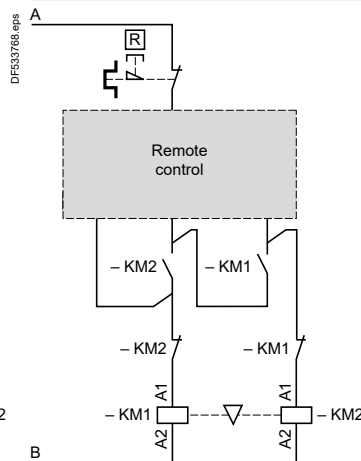 DF533768.eps
A
R
Remote
control
– KM2
– KM1
– KM2
– KM1
A1
A1
2
– KM1
– KM2
A2
A2
B